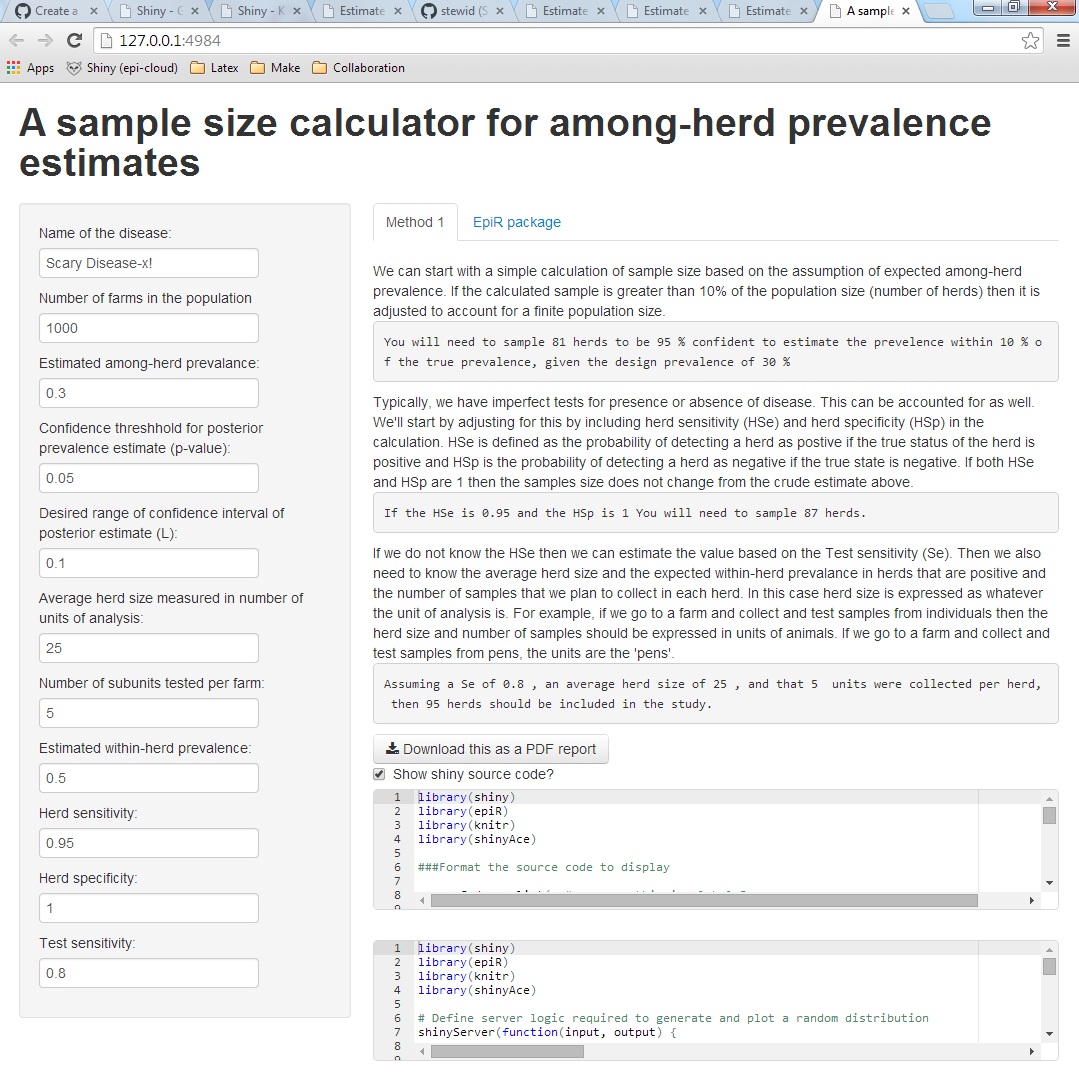 Create a
Shiny - G
Shiny - K
Estimate
stewid (S
Estimate
Estimate
Estimate
A sample
127.0.0.1:4984
Apps Shiny (epi-cloud) Latex Make Collaboration
A sample size calculator for among-herd prevalence
estimates
Name of the disease:
Scary Disease-x!
Number of farms in the population
1000
Estimated among-herd prevalance:
0.3
Confidence threshhold for posterior
prevalence estimate (p-value):
0.05
Desired range of confidence interval of
posterior estimate (L):
0.1
Average herd size measured in number of
units of analysis:
25
Number of subunits tested per farm:
5
Estimated within-herd prevalence:
0.5
Herd sensitivity:
0.95
Herd specificity:
1
Test sensitivity:
0.8
Method 1 EpiR package
We can start with a simple calculation of sample size based on the assumption of expected among-herd
prevalence. If the calculated sample is greater than 10% of the population size (number of herds) then it is
adjusted to account for a finite population size.
You will need to sample 81 herds to be 95 % confident to estimate the prevelence within 10 % o
f the true prevalence, given the design prevalence of 30 %
Typically, we have imperfect tests for presence or absence of disease. This can be accounted for as well.
We'll start by adjusting for this by including herd sensitivity (HSe) and herd specificity (HSp) in the
calculation. HSe is defined as the probability of detecting a herd as postive if the true status of the herd is
positive and HSp is the probability of detecting a herd as negative if the true state is negative. If both HSe
and HSp are 1 then the samples size does not change from the crude estimate above.
If the HSe is 0.95 and the HSp is 1 You will need to sample 87 herds.
If we do not know the HSe then we can estimate the value based on the Test sensitivity (Se). Then we also
need to know the average herd size and the expected within-herd prevalance in herds that are positive and
the number of samples that we plan to collect in each herd. In this case herd size is expressed as whatever
the unit of analysis is. For example, if we go to a farm and collect and test samples from individuals then the
herd size and number of samples should be expressed in units of animals. If we go to a farm and collect and
test samples from pens, the units are the 'pens'.
Assuming a Se of 0.8 , an average herd size of 25 , and that 5  units were collected per herd,
then 95 herds should be included in the study.
Download this as a PDF report
Show shiny source code?
1 library(shiny)
2 library(epiR)
3 library(knitr)
4 library(shinyAce)
5
6 ###Format the source code to display
7
8
1 library(shiny)
2 library(epiR)
3 library(knitr)
4 library(shinyAce)
5
6 # Define server logic required to generate and plot a random distribution
7 shinyServer(function(input, output) {
8